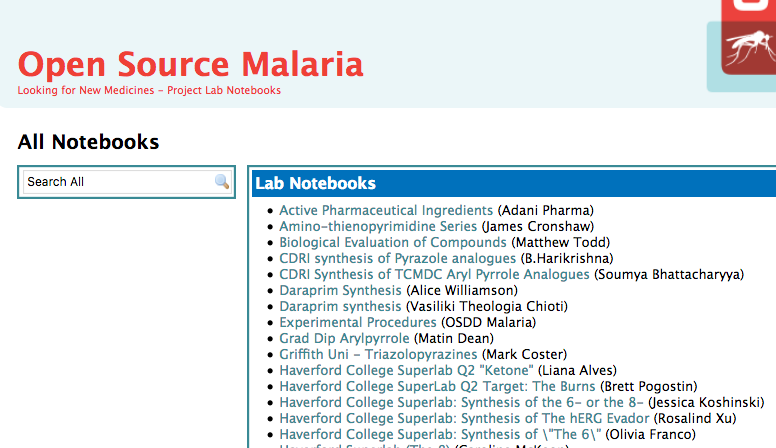 Open Source Malaria
Looking for New Medicines - Project Lab Notebooks
All Notebooks
Search All
Lab Notebooks
Active Pharmaceutical Ingredients (Adani Pharma)
Amino-thienopyrimidine Series (James Cronshaw)
Biological Evaluation of Compounds (Matthew Todd)
CDRI synthesis of Pyrazole analogues (B.Harikrishna)
CDRI Synthesis of TCMDC Aryl Pyrrole Analogues (Soumya Bhattacharyya)
Daraprim Synthesis (Alice Williamson)
Daraprim synthesis (Vasiliki Theologia Chioti)
Experimental Procedures (OSDD Malaria)
Grad Dip Arylpyrrole (Matin Dean)
Griffith Uni - Triazolopyrazines (Mark Coster)
Haverford College Superlab Q2 "Ketone" (Liana Alves)
Haverford College SuperLab Q2 Target: The Burns (Brett Pogostin)
Haverford College Superlab: Synthesis of the 6- or the 8- (Jessica Koshinski)
Haverford College Superlab: Synthesis of The hERG Evador (Rosalind Xu)
Haverford College Superlab: Synthesis of \"The 6\" (Olivia Franco)